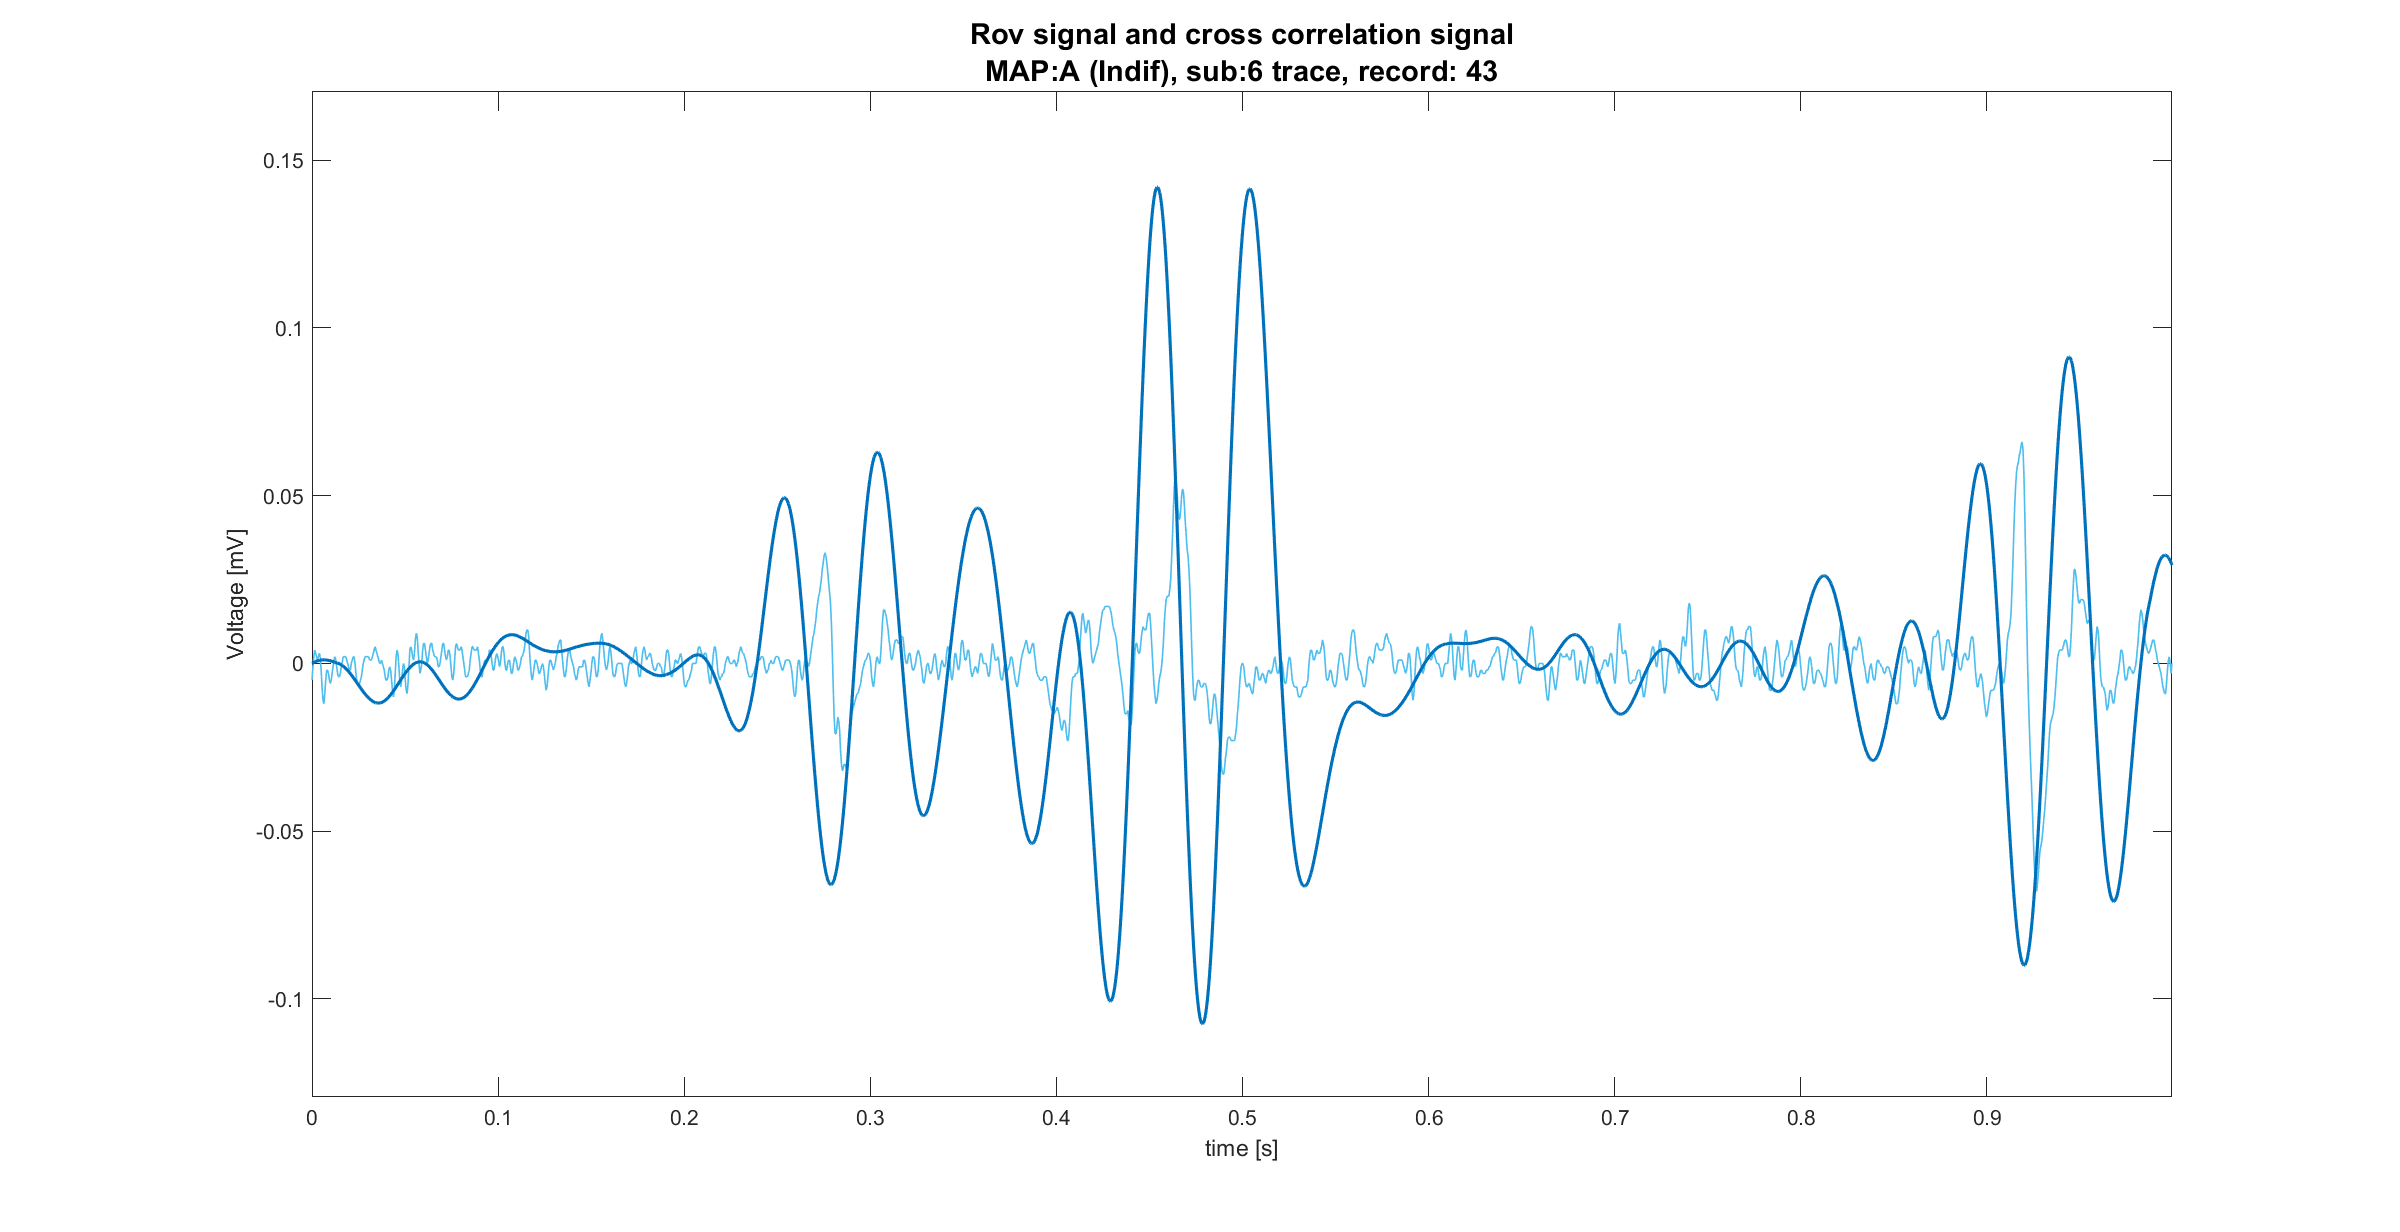 Rov signal and cross correlation signal
MAP:A (Indif), sub:6 trace, record: 43
Voltage [mV]
0.15
0.1
0.05
0
-0.05
-0.1
0 0.1 0.2 0.3 0.4 0.5 0.6 0.7 0.8 0.9
time [s]